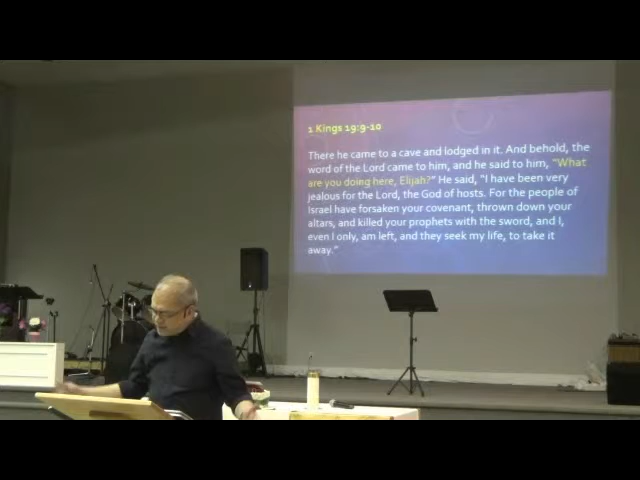 1 Kings 19:9-10
There he came to a cave and lodged in it. And behold, the
word of the Lord came to him, and he said to him, “What
are you doing here, Elijah?” He said, “I have been very
jealous for the Lord, the God of hosts. For the people of
Israel have forsaken your covenant, thrown down your
altars, and killed your prophets with the sword, and I,
even I only, am left, and they seek my life, to take it
away.”